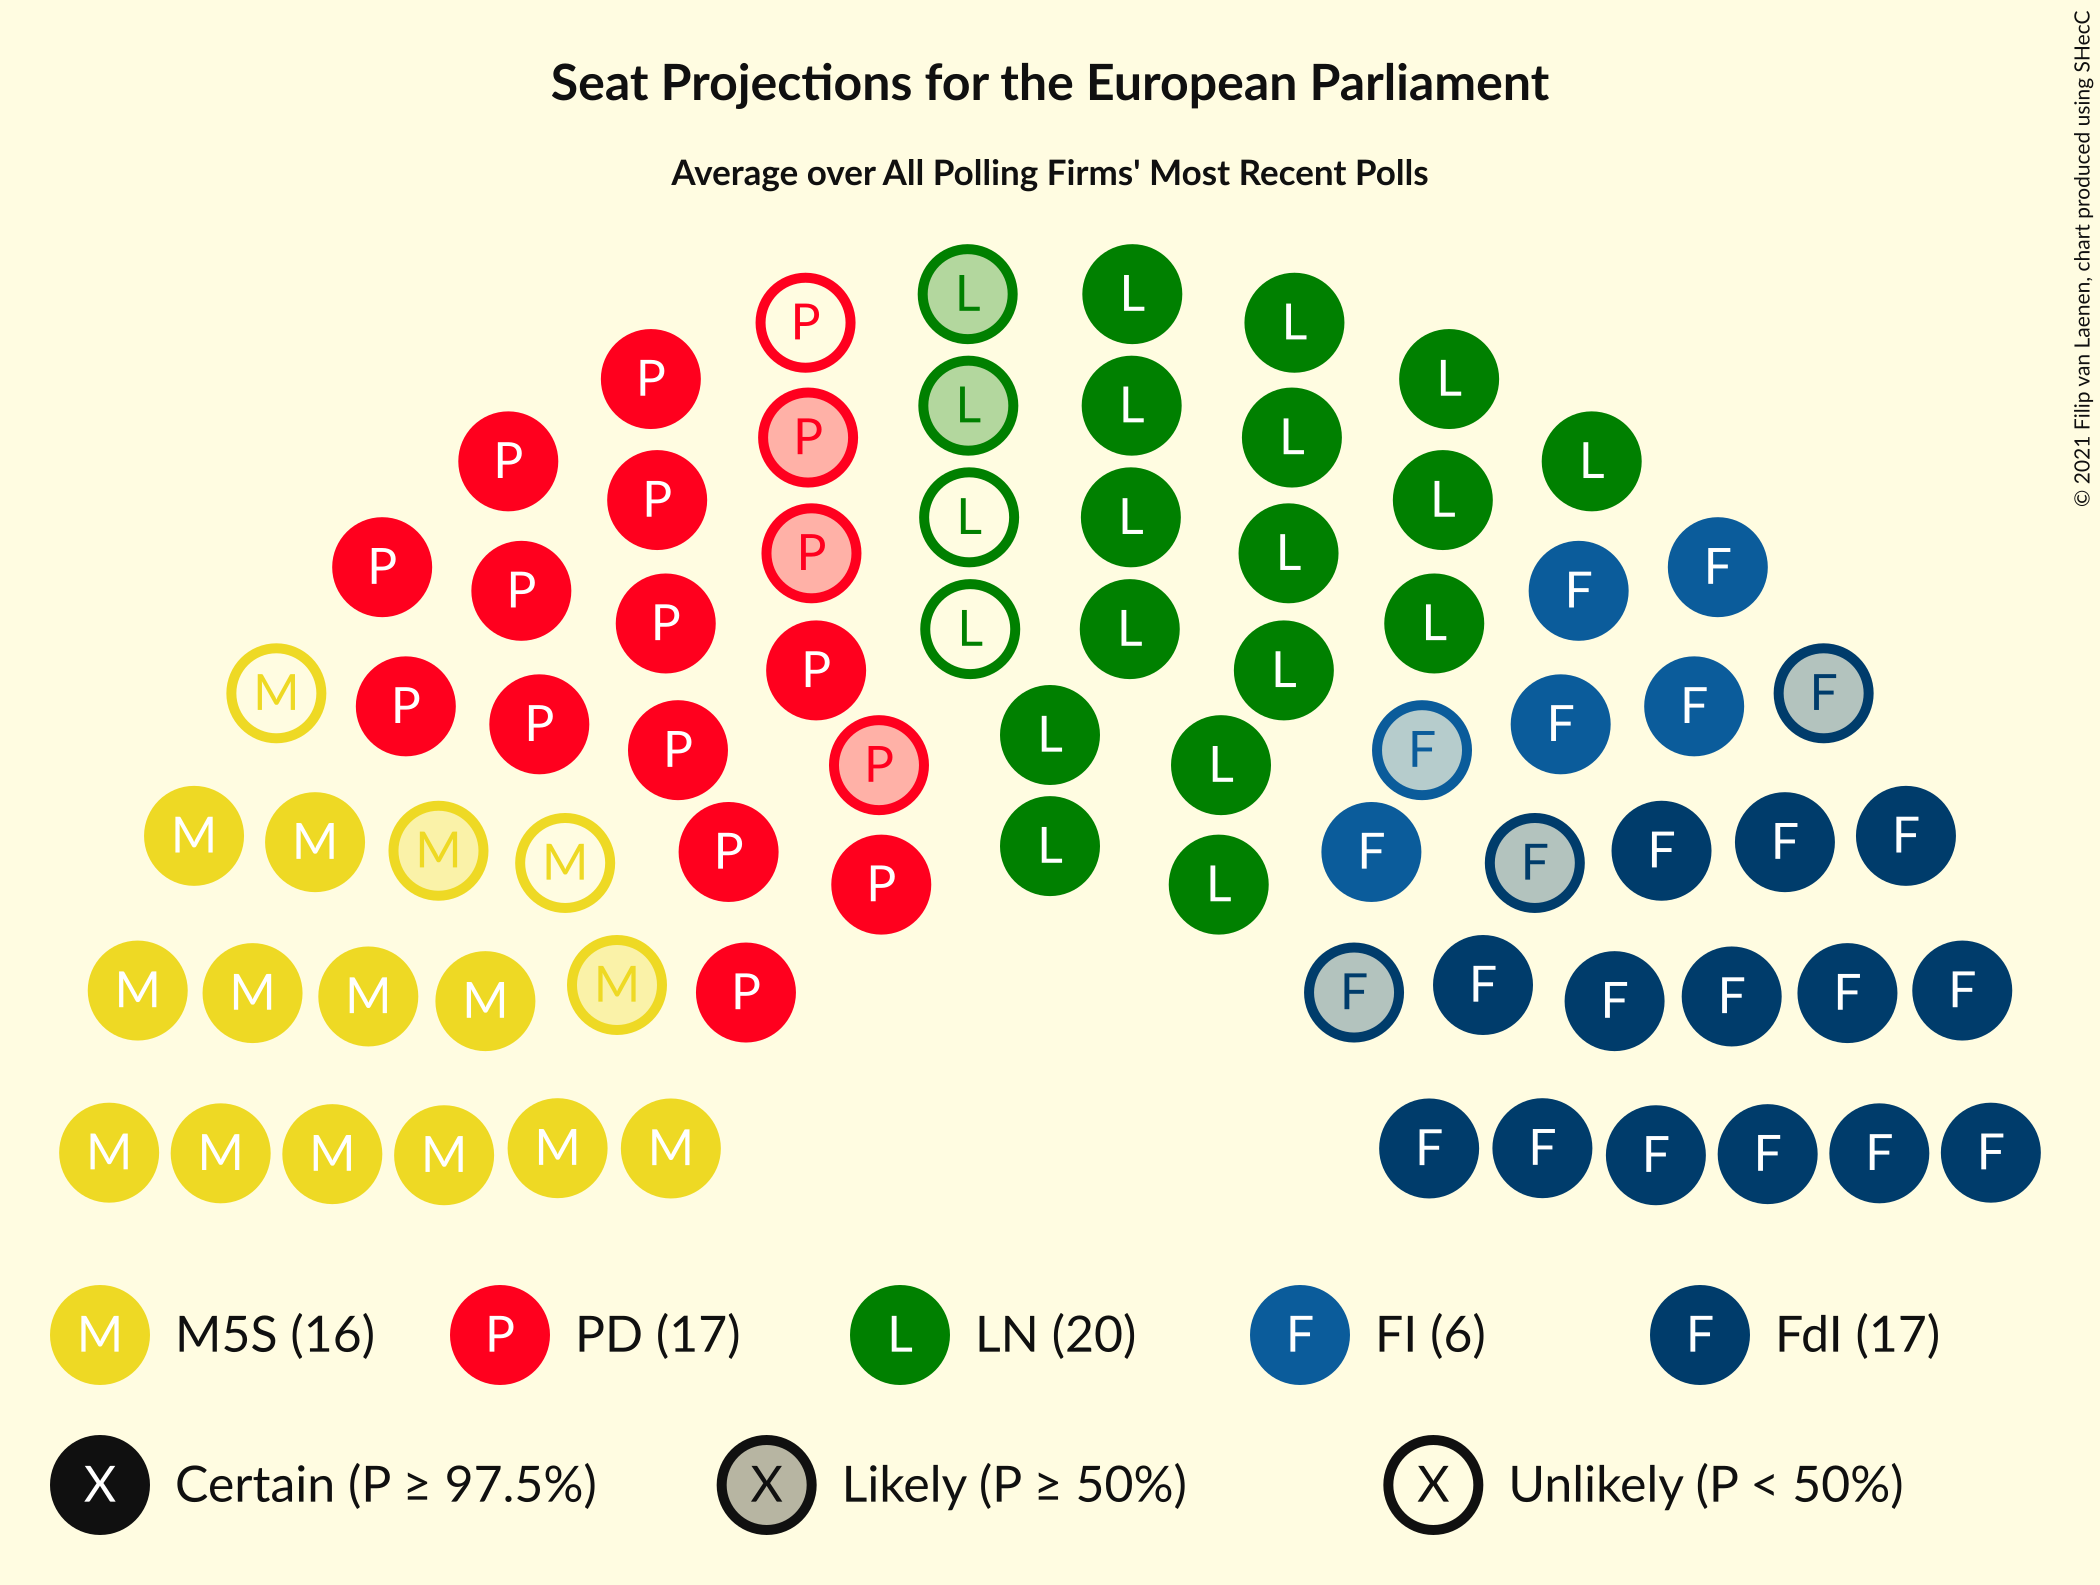 Seat Projections for the European Parliament
Average over All Polling Firms' Most Recent Polls
© 2021 Filip van Laenen, chart produced using SHecC
L L
P L L
P L
P L L
P L
P L
P L L
P L
P L L
P L
P F F
P F
P L L
P L
P L
M F
P F
P F
P L F
P F
P L
M F
M F
M F
P F
M L F
M F
P L
M F
M F
P F
M F
M F
M F
M M M M M M F F F F F F
M M5S (16) P PD (17) L LN (20) F FI (6) F FdI (17)
X Certain (P ≥ 97.5%) X Likely (P ≥ 50%) X Unlikely (P < 50%)